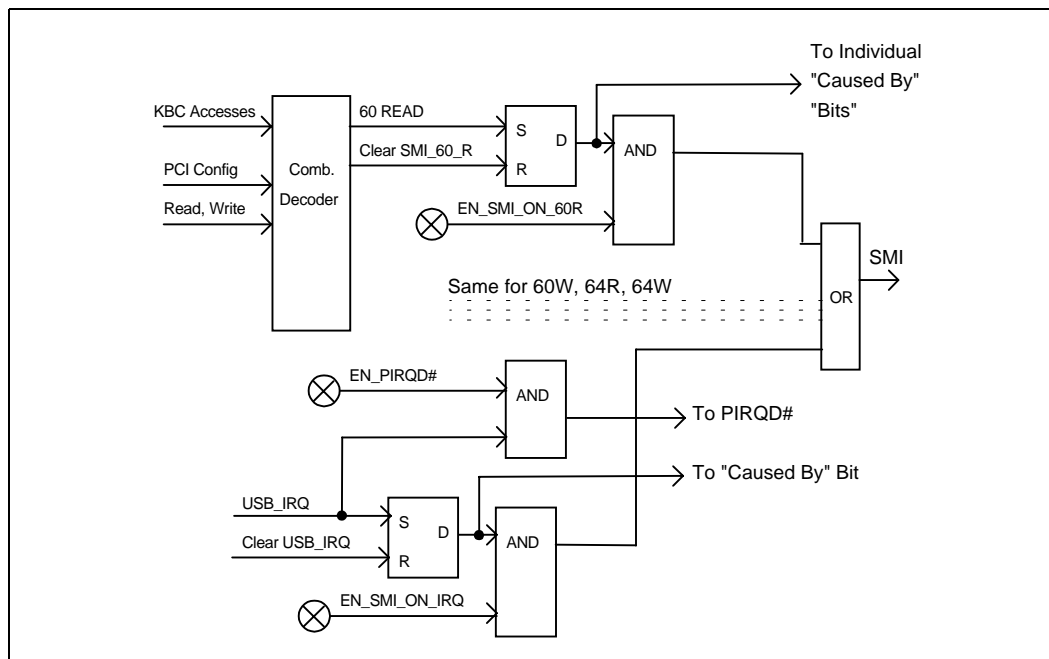 To Individual
"Caused By"
"Bits"
KBC Accesses
60 READ
S
D
AND
Clear SMI_60_R
R
PCI Config
Comb.
Decoder
Read, Write
EN_SMI_ON_60R
SMI
Same for 60W, 64R, 64W
OR
EN_PIRQD#
AND
To PIRQD#
To "Caused By" Bit
USB_IRQ
S
D
AND
Clear USB_IRQ
R
EN_SMI_ON_IRQ